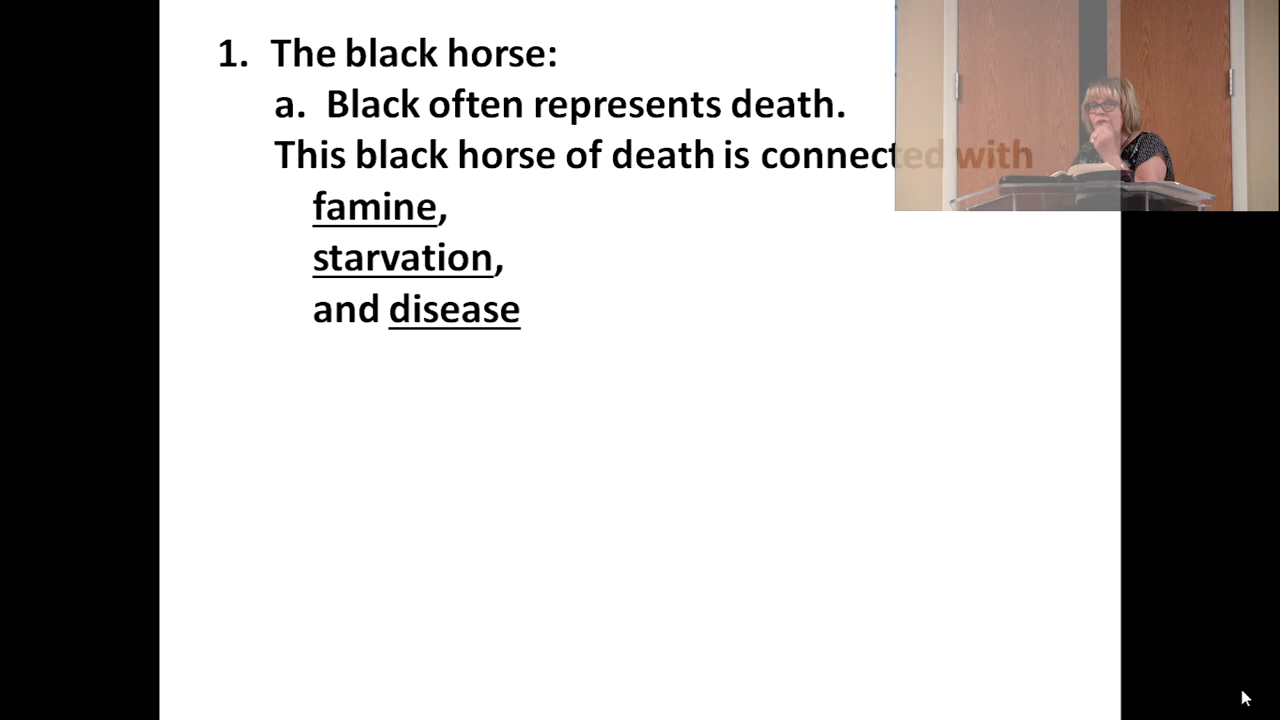 1. The black horse:
a. Black often represents death.
This black horse of death is connected with
famine,
starvation,
and disease